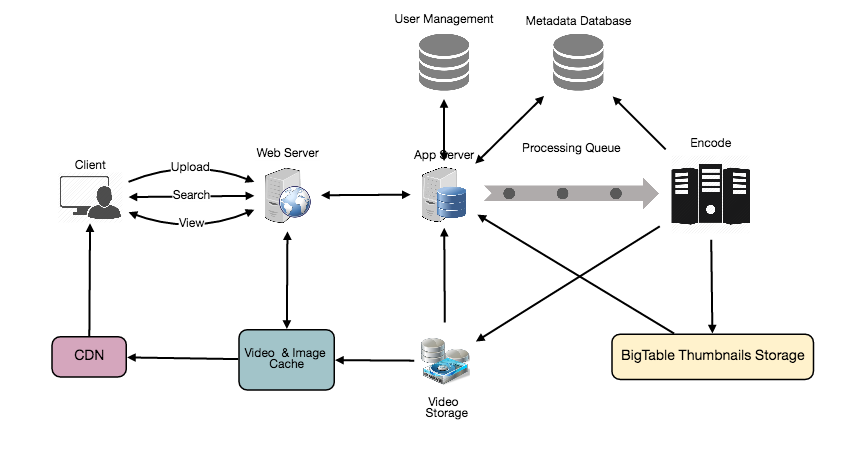 User Management
Metadata Database
Processing Queue
Encode
Client
Upload
Web Server
App Server
Search
View
CDN
Video & Image
Cache
BigTable Thumbnails Storage
Video
Storage